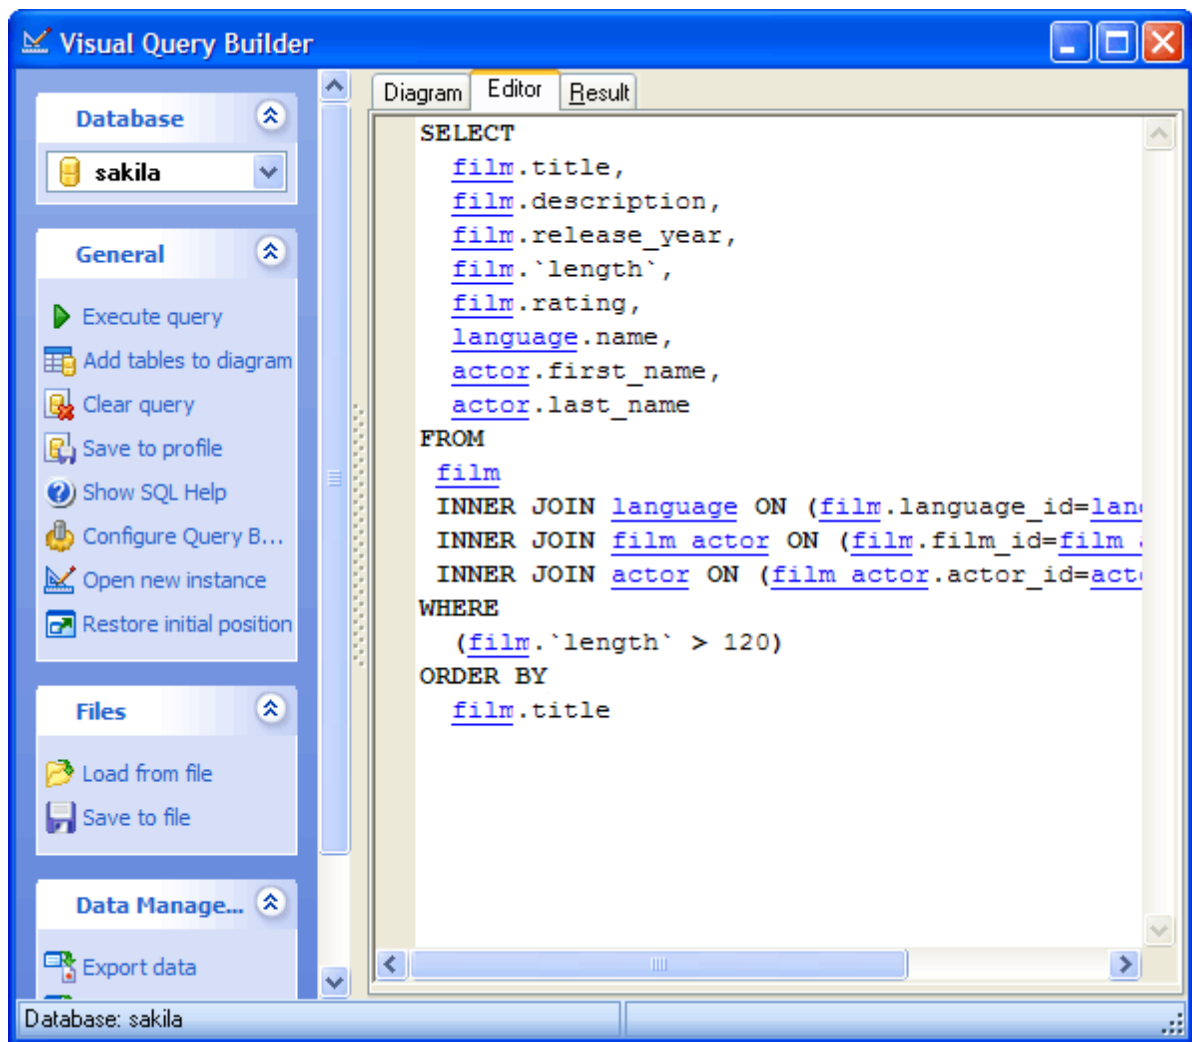 Visual Query Builder
Database
sakila
General
Execute query
Add tables to diagram
Clear query
Save to profile
Show SQL Help
Configure Query B...
Open new instance
Restore initial position
Files
Load from file
Save to file
Data Manage...
Export data
Diagram Editor Result
SELECT
film.title,
film.description,
film.release_year,
film.`length`,
film.rating,
language.name,
actor.first_name,
actor.last_name
FROM
film
INNER JOIN language ON (film.language_id=lan
INNER JOIN film_actor ON (film.film_id=film_
INNER JOIN actor ON (film_actor.actor_id=act
WHERE
(film.`length` > 120)
ORDER BY
film.title
Database: sakila